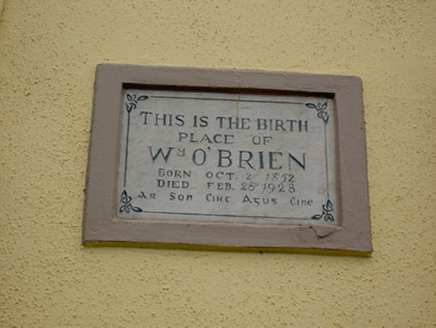 THIS IS THE BIRTH
PLACE OF
Wᴹ O'BRIEN
BORN OCT. 2 1852
DIED FEB. 25 1928
Ar Son Cirt Agus Cine